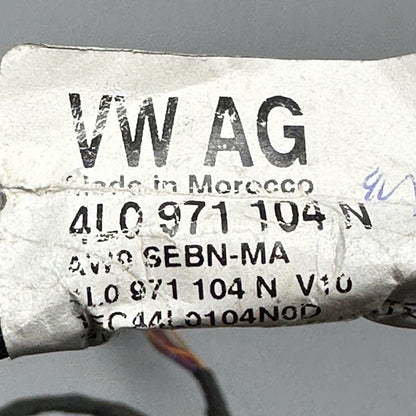 VW AG
Made in Morocco
4L0 971 104 N
SEBN-MA
4L0 971 104 N V10